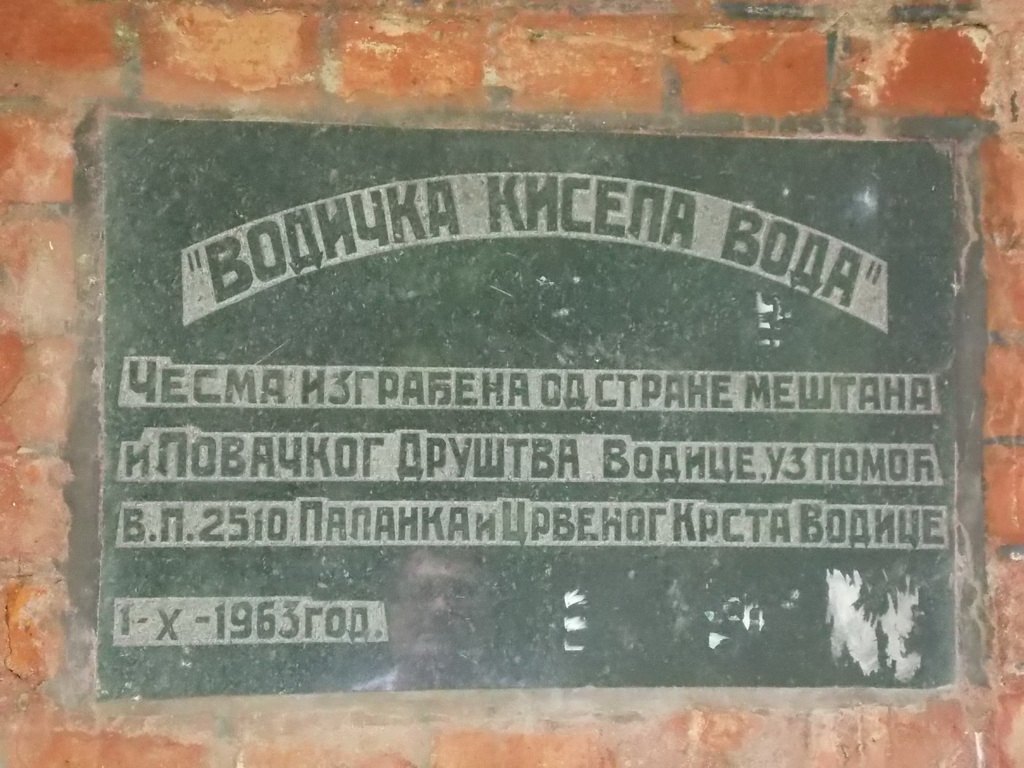 "ВОДИЧКА КИСЕЛА ВОДА"
ЧЕСМА ИЗГРАЂЕНА ОД СТРАНЕ МЕШТАНА
И ЛОВАЧКОГ ДРУШТВА ВОДИЦЕ, УЗ ПОМОЋ
В.П. 2510 ПАЛАНКА И ЦРВЕНОГ КРСТА ВОДИЦЕ
1-X-1963 ГОД.